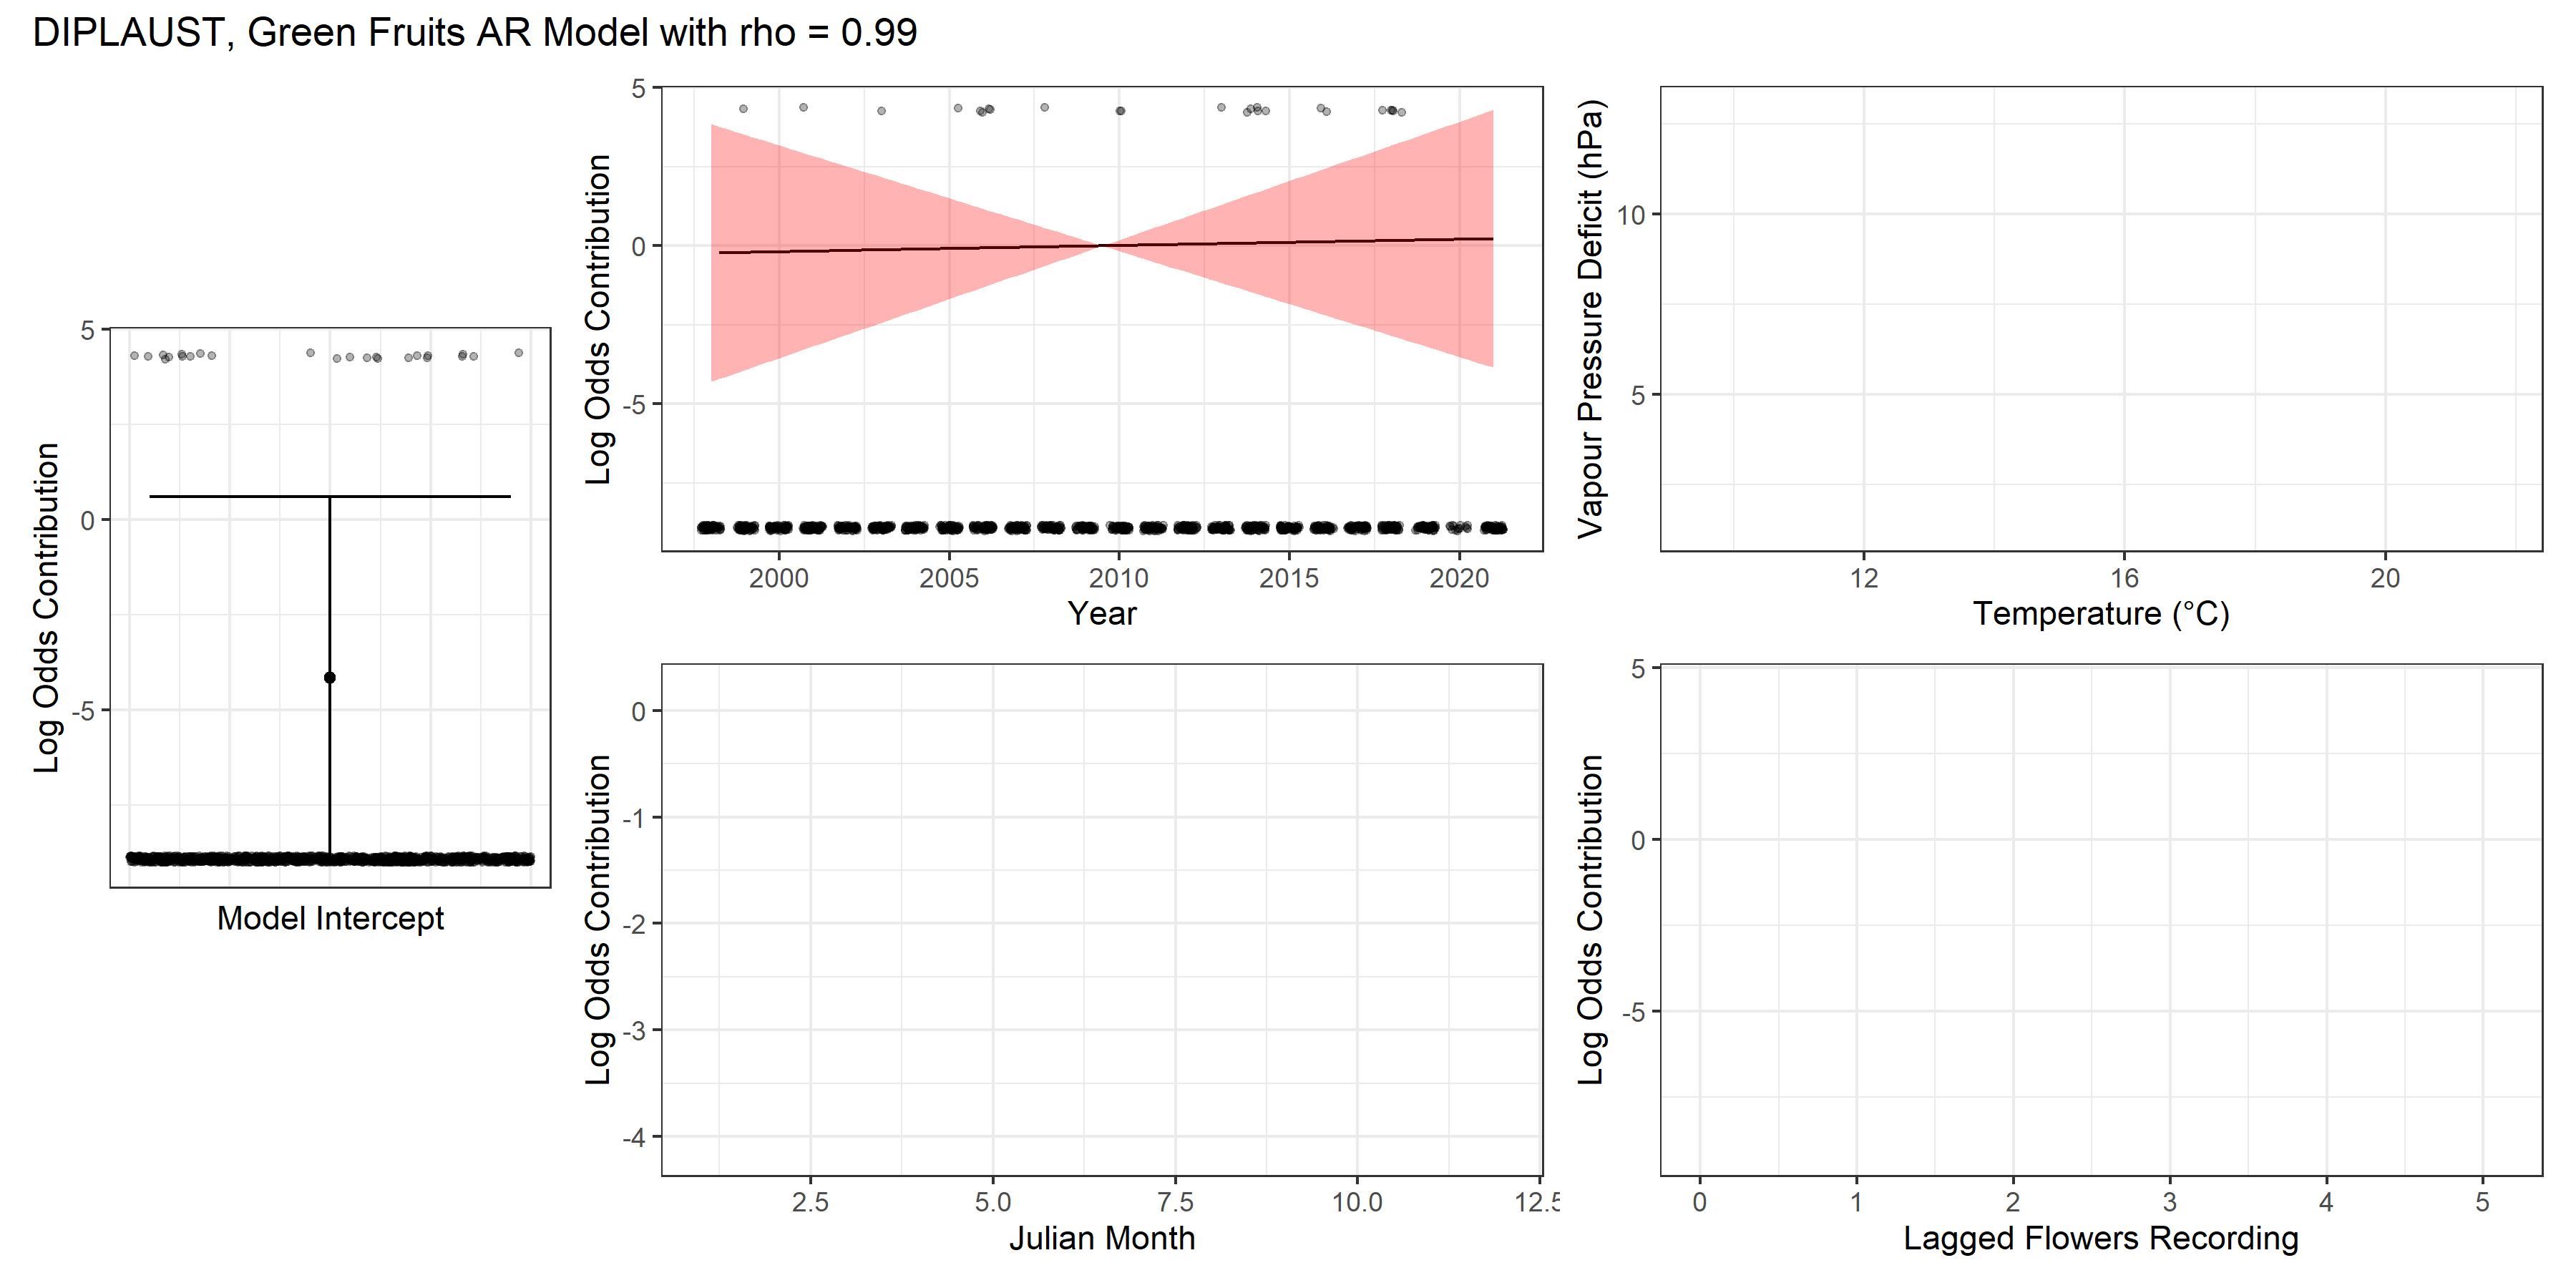 DIPLAUST, Green Fruits AR Model with rho = 0.99
Log Odds Contribution
5
0
-5
Model Intercept
Log Odds Contribution
5
0
-5
2000 2005 2010 2015 2020
Year
Vapour Pressure Deficit (hPa)
10
5
12 16 20
Temperature (°C)
Log Odds Contribution
0
-1
-2
-3
-4
2.5 5.0 7.5 10.0 12.5
Julian Month
Log Odds Contribution
5
0
-5
0 1 2 3 4 5
Lagged Flowers Recording